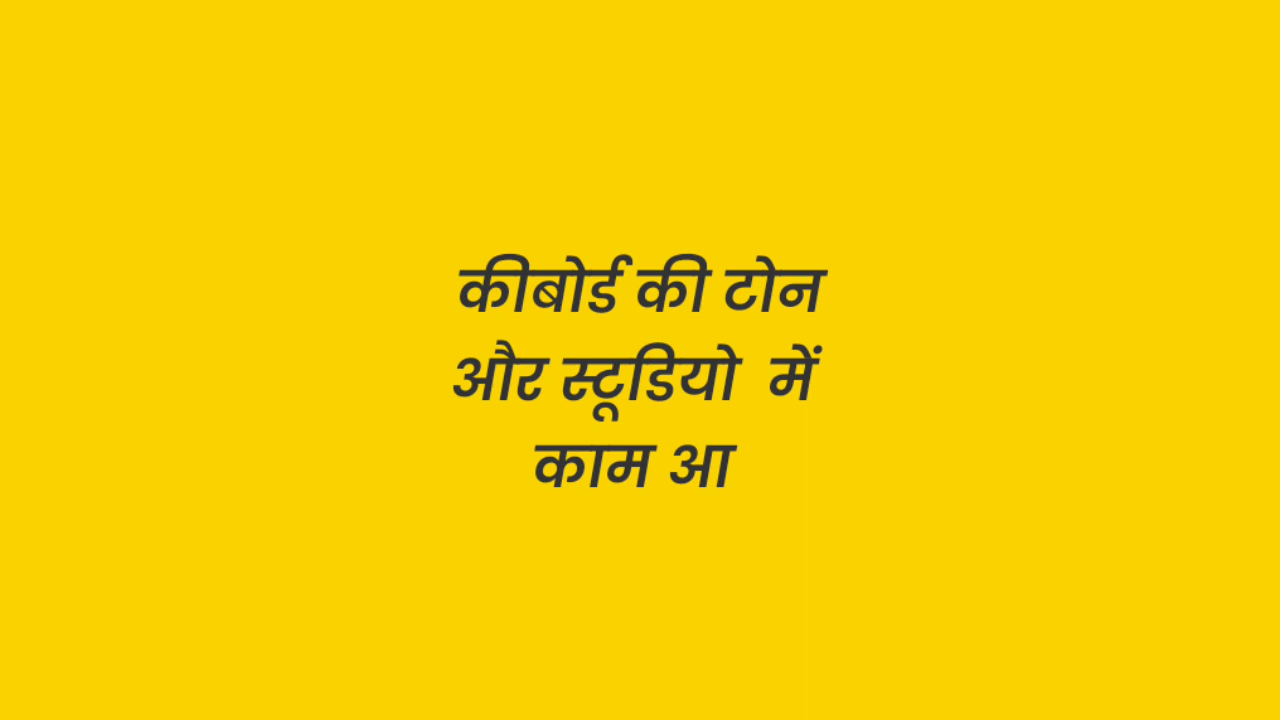 कीबोर्ड की टोन
और स्टूडियो  में
काम आ